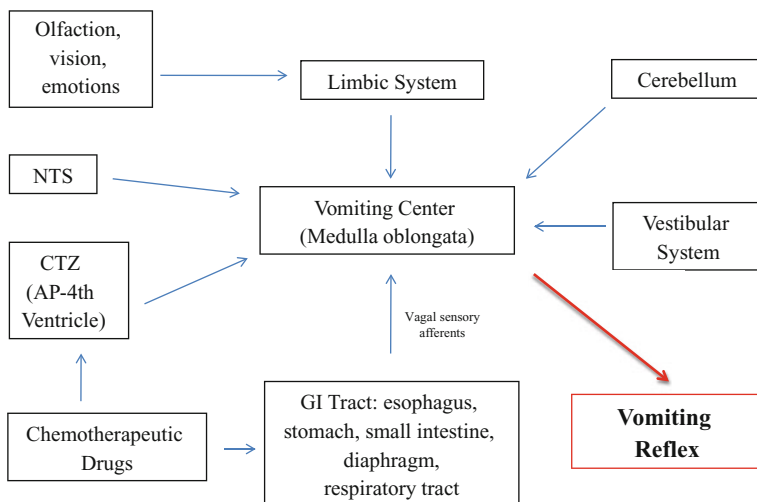 Olfaction,
vision,
emotions
Limbic System
Cerebellum
NTS
Vomiting Center
(Medulla oblongata)
Vestibular
System
CTZ
(AP-4th
Ventricle)
Vagal sensory
afferents
Chemotherapeutic
Drugs
GI Tract: esophagus,
stomach, small intestine,
diaphragm,
respiratory tract
Vomiting
Reflex